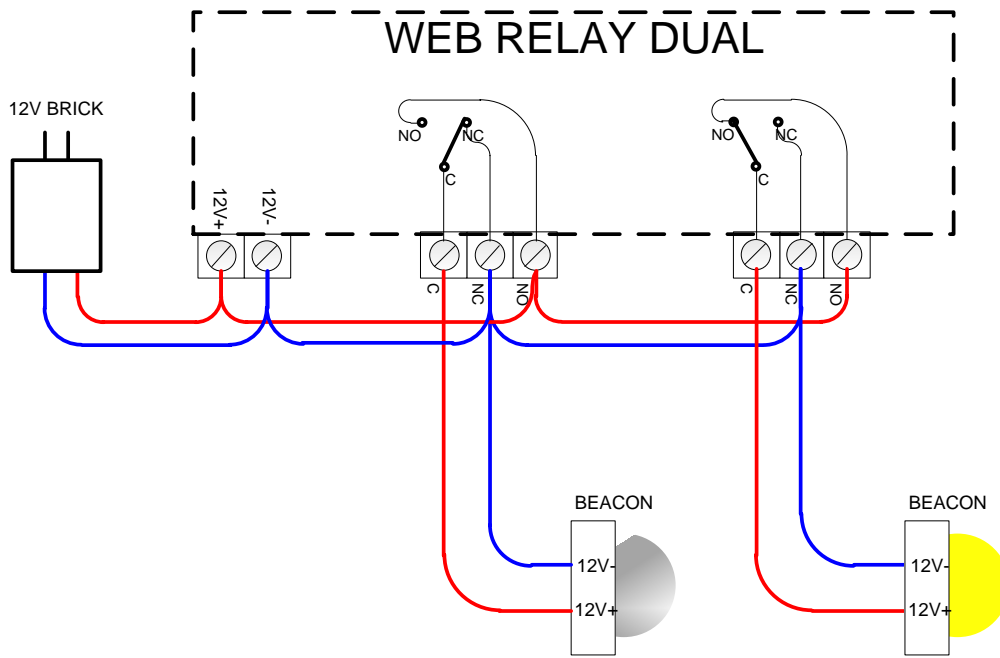 WEB RELAY DUAL
12V BRICK
NO
NC
C
NO
NC
C
12V+
12V-
C
NC
NO
C
NC
NO
BEACON
12V-
12V+
BEACON
12V-
12V+